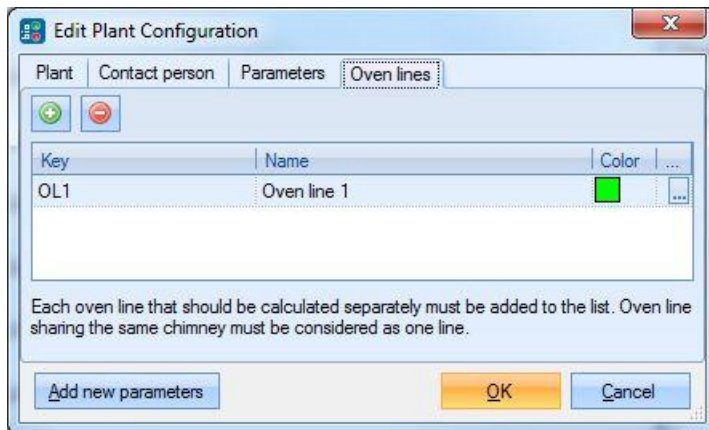 Edit Plant Configuration
X
Plant Contact person Parameters Oven lines
Key Name Color ...
OL1 Oven line 1 ...
Each oven line that should be calculated separately must be added to the list. Oven line
sharing the same chimney must be considered as one line.
Add new parameters OK Cancel